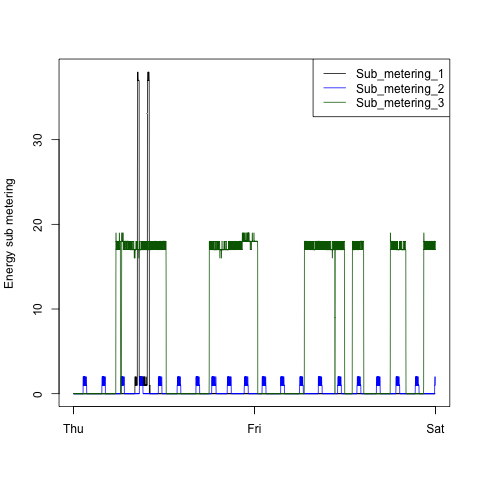 Sub_metering_1
Sub_metering_2
Sub_metering_3
Energy sub metering
30
20
10
0
Thu Fri Sat